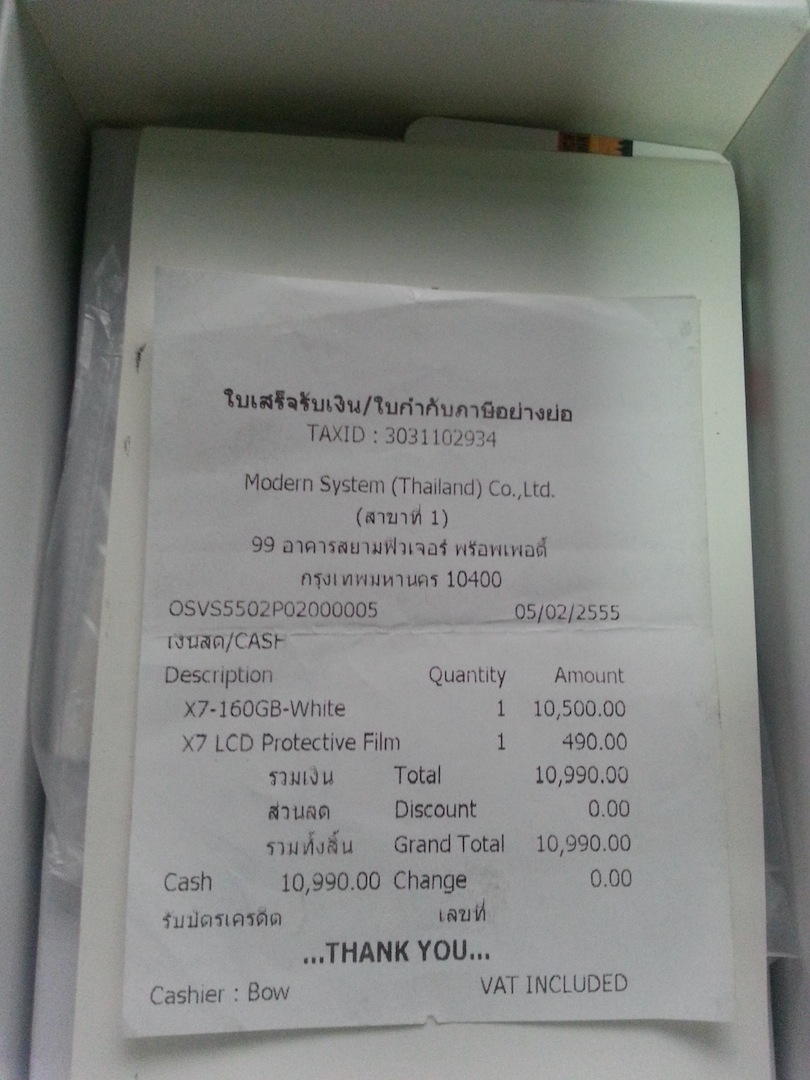 ใบเสร็จรับเงิน/ใบกำกับภาษีอย่างย่อ
TAXID : 3031102934
Modern System (Thailand) Co.,Ltd.
(สาขาที่ 1)
99 อาคารสยามฟิวเจอร์ พร๊อพเพอตี้
กรุงเทพมหานคร 10400
OSVS5502P02000005 05/02/2555
เงินสด/CASH
Description Quantity Amount
X7-160GB-White 1 10,500.00
X7 LCD Protective Film 1 490.00
รวมเงิน Total 10,990.00
ส่วนลด Discount 0.00
รวมทั้งสิ้น Grand Total 10,990.00
Cash 10,990.00 Change 0.00
รับบัตรเครดิต เลขที่
...THANK YOU...
Cashier : Bow VAT INCLUDED